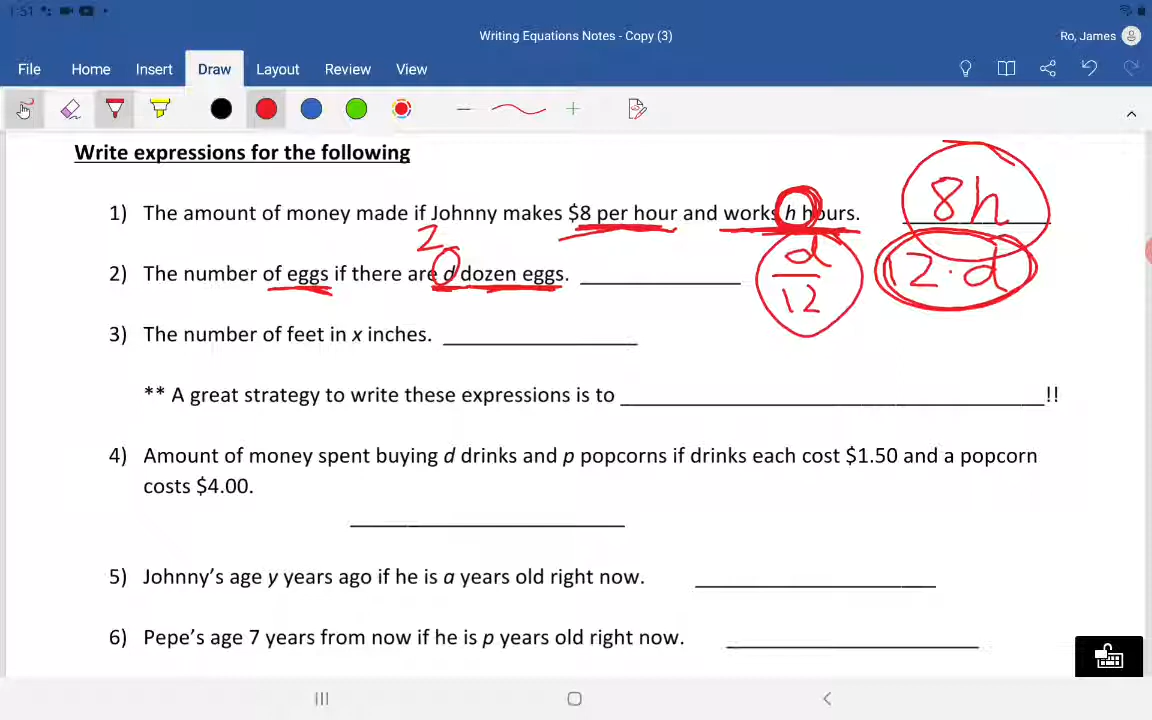 1:51
Writing Equations Notes - Copy (3)
Ro, James
File Home Insert Draw Layout Review View
Write expressions for the following
1) The amount of money made if Johnny makes $8 per hour and works h hours. 8h
2
2) The number of eggs if there are d dozen eggs. d/12 12·d
3) The number of feet in x inches.
** A great strategy to write these expressions is to !!
4) Amount of money spent buying d drinks and p popcorns if drinks each cost $1.50 and a popcorn
costs $4.00.
5) Johnny's age y years ago if he is a years old right now.
6) Pepe's age 7 years from now if he is p years old right now.